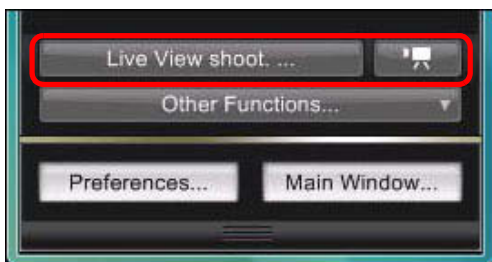 Live View shoot. ...
Other Functions...
Preferences... Main Window...